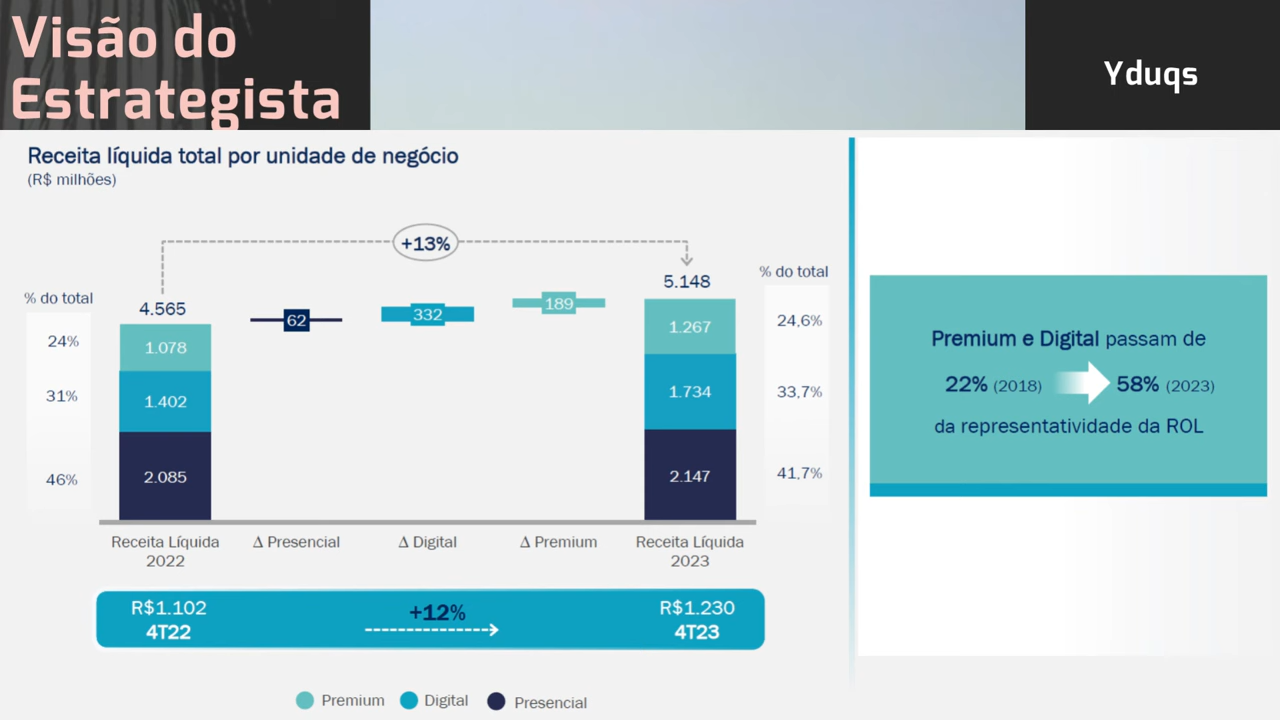 Visão do
Estrategista
Yduqs
Receita líquida total por unidade de negócio
(R$ milhões)
+13%
% do total
24%
31%
46%
4.565
1.078
1.402
2.085
62
332
189
5.148
1.267
1.734
2.147
% do total
24,6%
33,7%
41,7%
Receita Líquida
2022
Δ Presencial
Δ Digital
Δ Premium
Receita Líquida
2023
R$1.102
4T22
+12%
R$1.230
4T23
Premium
Digital
Presencial
Premium e Digital passam de
22% (2018) 58% (2023)
da representatividade da ROL